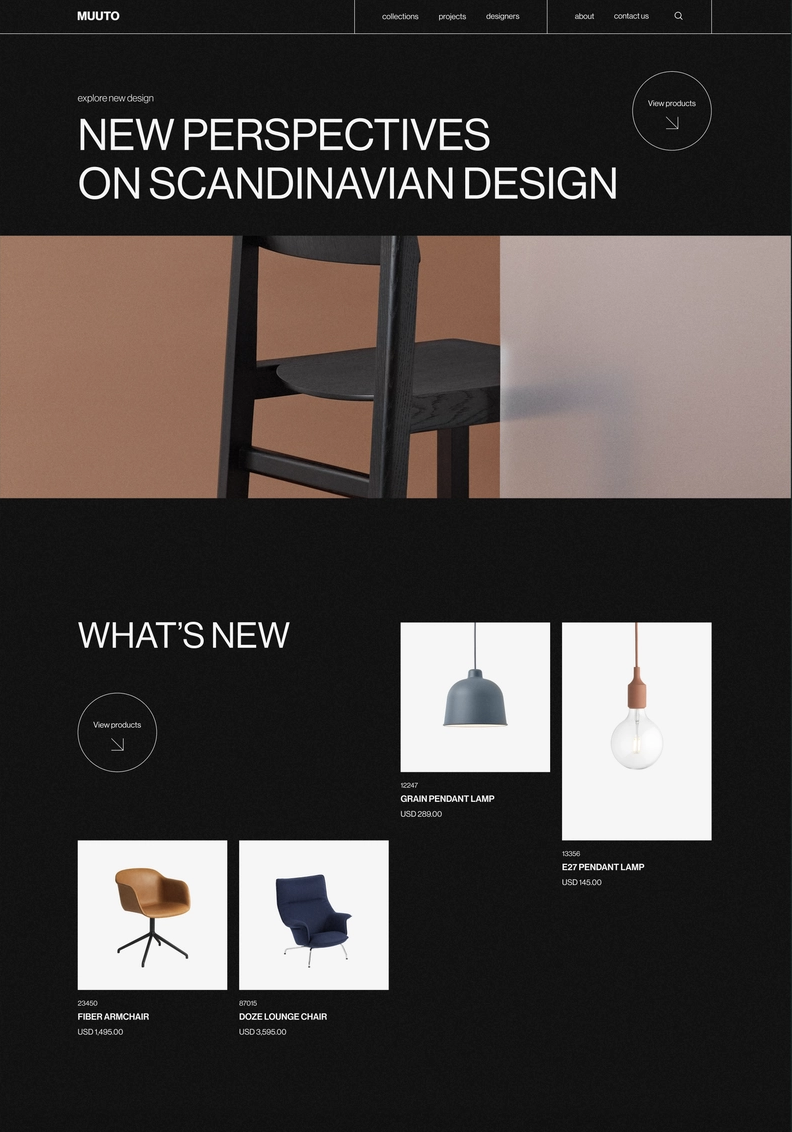 MUUTO
collections projects designers about contact us
explore new design
View products
NEW PERSPECTIVES
ON SCANDINAVIAN DESIGN
WHAT'S NEW
View products
12247
GRAIN PENDANT LAMP
USD 289.00
13356
E27 PENDANT LAMP
USD 145.00
23450
FIBER ARMCHAIR
USD 1,495.00
87015
DOZE LOUNGE CHAIR
USD 3,595.00